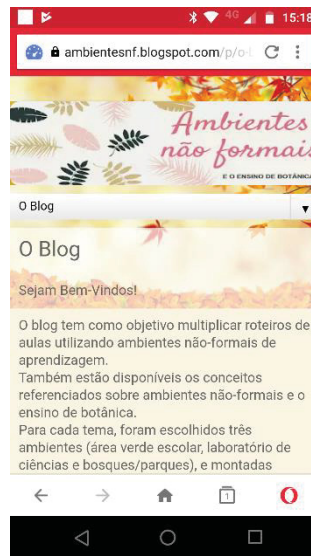 4G 15:18
ambientesnf.blogspot.com/p/o-
Ambientes
não formais
E O ENSINO DE BOTÂNICA
O Blog
O Blog
Sejam Bem-Vindos!
O blog tem como objetivo multiplicar roteiros de
aulas utilizando ambientes não-formais de
aprendizagem.
Também estão disponíveis os conceitos
referenciados sobre ambientes não-formais e o
ensino de botânica.
Para cada tema, foram escolhidos três
ambientes (área verde escolar, laboratório de
ciências e bosques/parques), e montadas
1